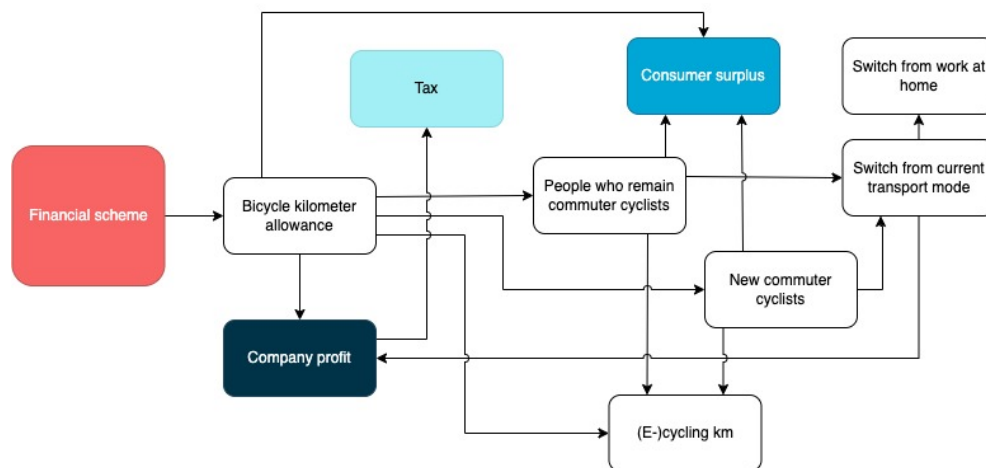 Tax
Consumer surplus
Switch from work at
home
Financial scheme
Bicycle kilometer
allowance
People who remain
commuter cyclists
Switch from current
transport mode
New commuter
cyclists
Company profit
(E-)cycling km